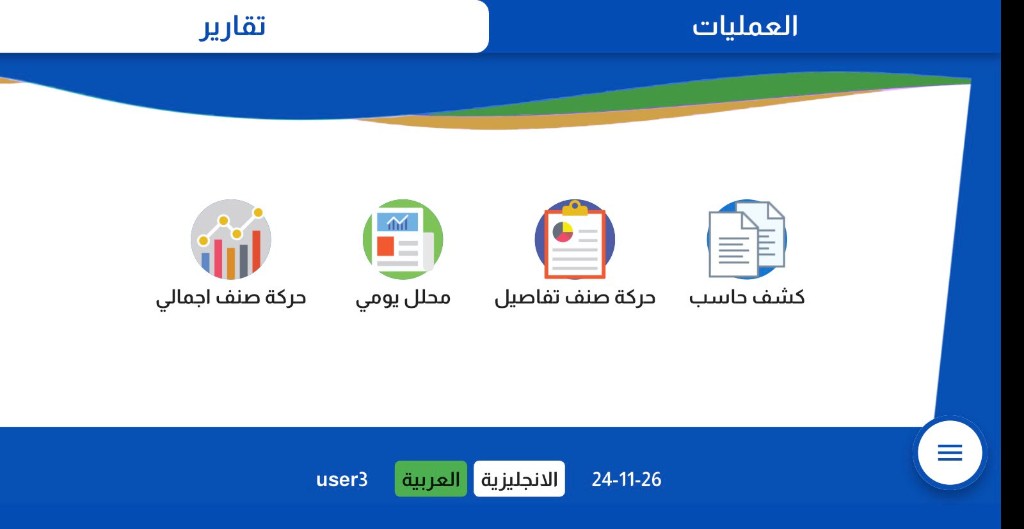 العمليات
تقارير
كشف حاسب
حركة صنف تفاصيل
محلل يومي
حركة صنف اجمالي
24-11-26
الانجليزية
العربية
user3